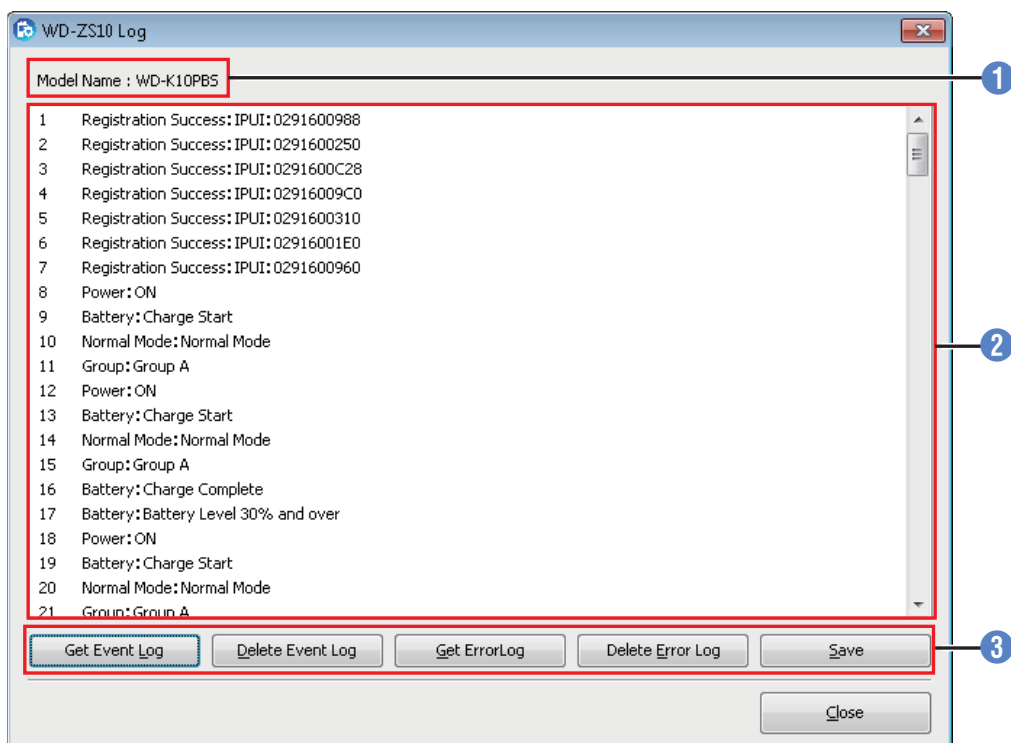 WD-ZS10 Log
Model Name : WD-K10PBS
1
1 Registration Success:IPUI:0291600988
2 Registration Success:IPUI:0291600250
3 Registration Success:IPUI:0291600C28
4 Registration Success:IPUI:02916009C0
5 Registration Success:IPUI:0291600310
6 Registration Success:IPUI:02916001E0
7 Registration Success:IPUI:0291600960
8 Power:ON
9 Battery:Charge Start
10 Normal Mode:Normal Mode
2
11 Group:Group A
12 Power:ON
13 Battery:Charge Start
14 Normal Mode:Normal Mode
15 Group:Group A
16 Battery:Charge Complete
17 Battery:Battery Level 30% and over
18 Power:ON
19 Battery:Charge Start
20 Normal Mode:Normal Mode
21 Group:Group A
Get Event Log Delete Event Log Get ErrorLog Delete Error Log Save
3
Close